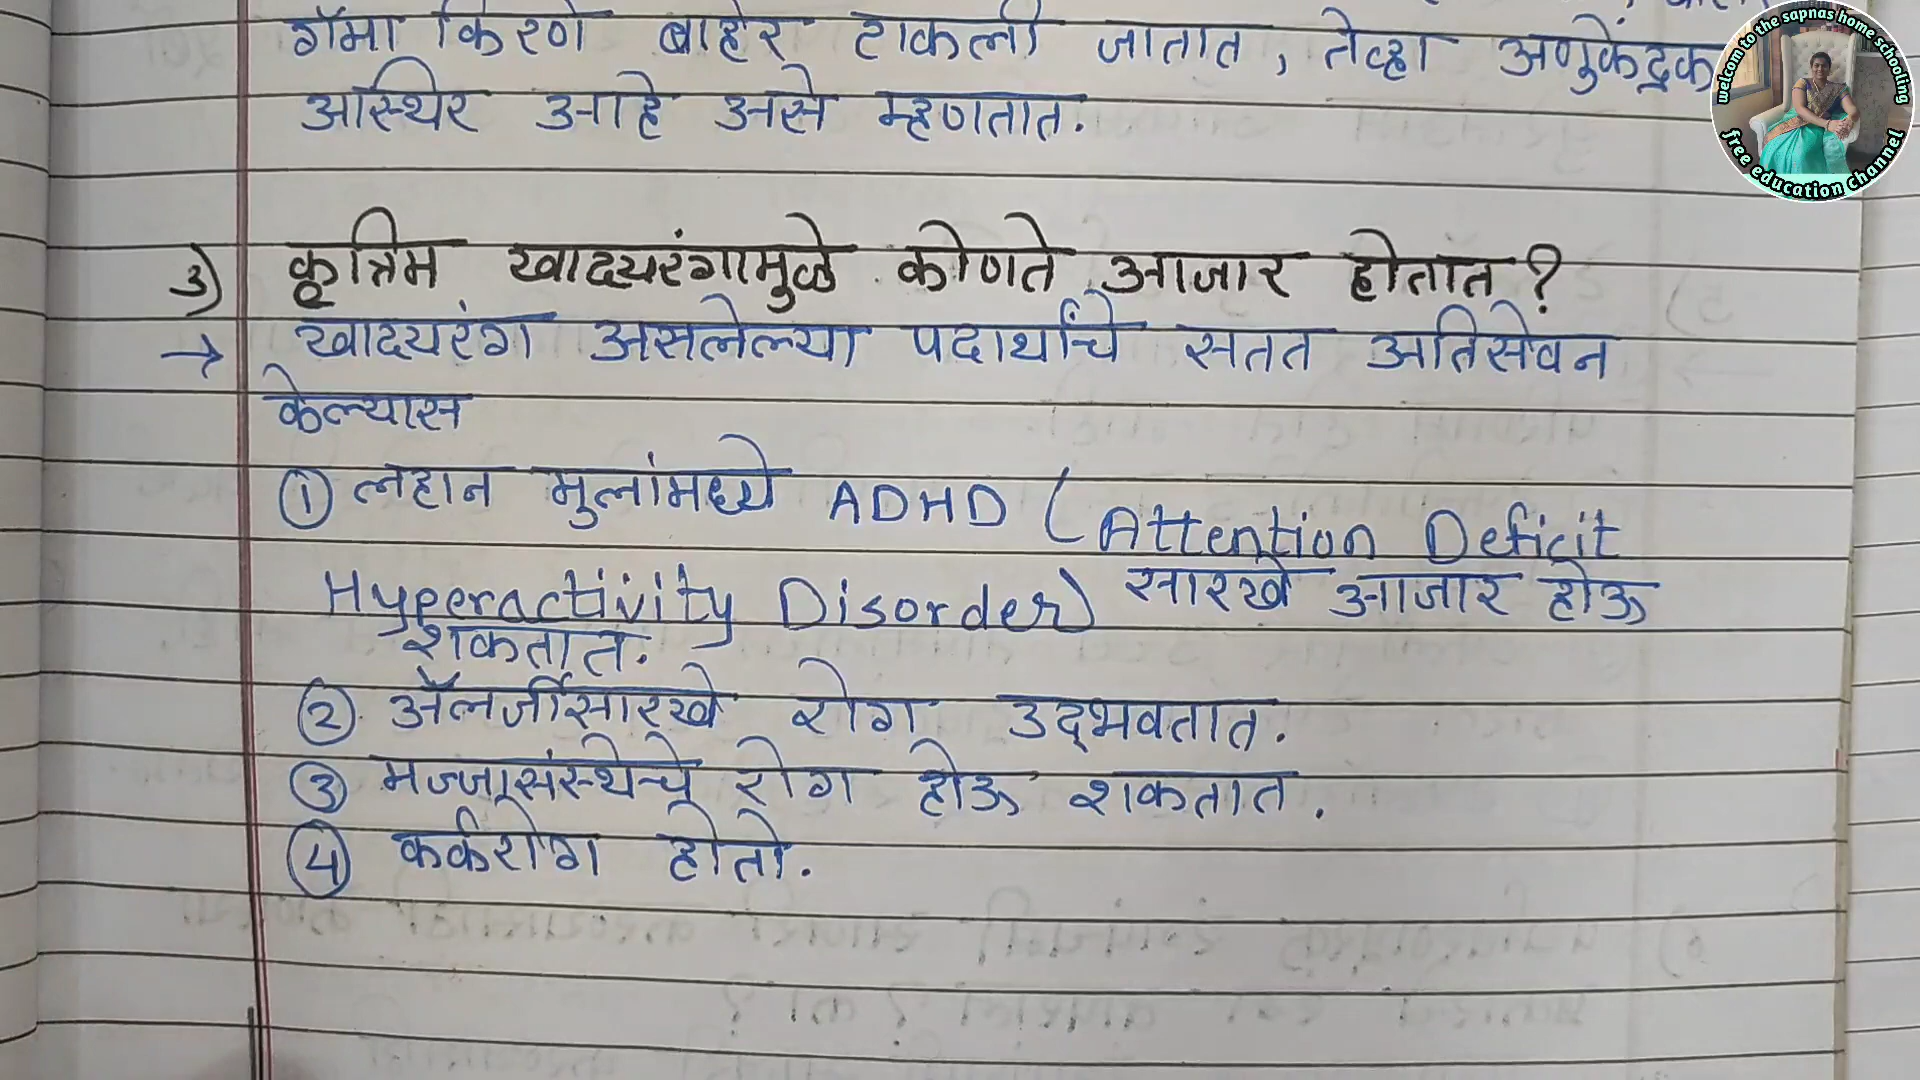 गॅमा किरणे बाहेर टाकली जातात, तेव्हा अणुकेंद्रक
अस्थिर आहे असे म्हणतात.
3) कृत्रिम खाद्यरंगामुळे कोणते आजार होतात?
→ खाद्यरंग असलेल्या पदार्थांचे सतत अतिसेवन
केल्यास
① लहान मुलांमध्ये ADHD (Attention Deficit
Hyperactivity Disorder) सारखे आजार होऊ
शकतात.
② अ‍ॅलर्जीसारखे रोग उद्‌भवतात.
③ मज्जासंस्थेचे रोग होऊ शकतात.
④ कर्करोग होतो.
welcom to the sapnas home schooling
free education channel